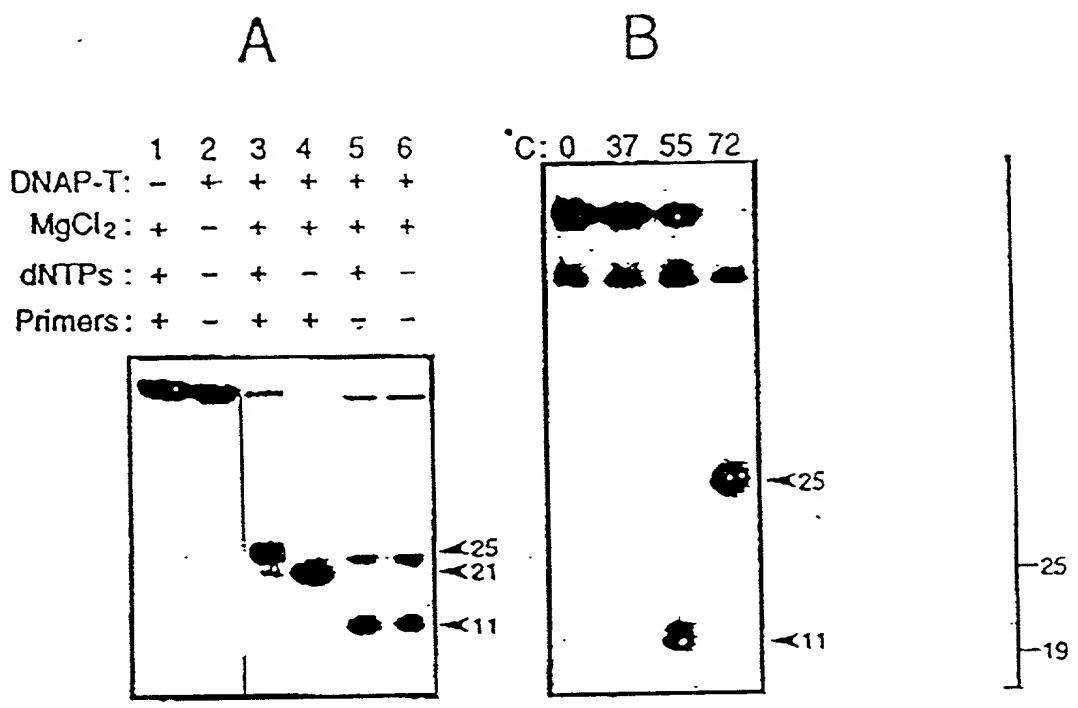 A
B
1 2 3 4 5 6
DNAP-T: - + + + + +
MgCl₂: + - + + + +
dNTPs: + - + - + -
Primers: + - + + - -
25
21
11
°C: 0 37 55 72
25
11
25
19